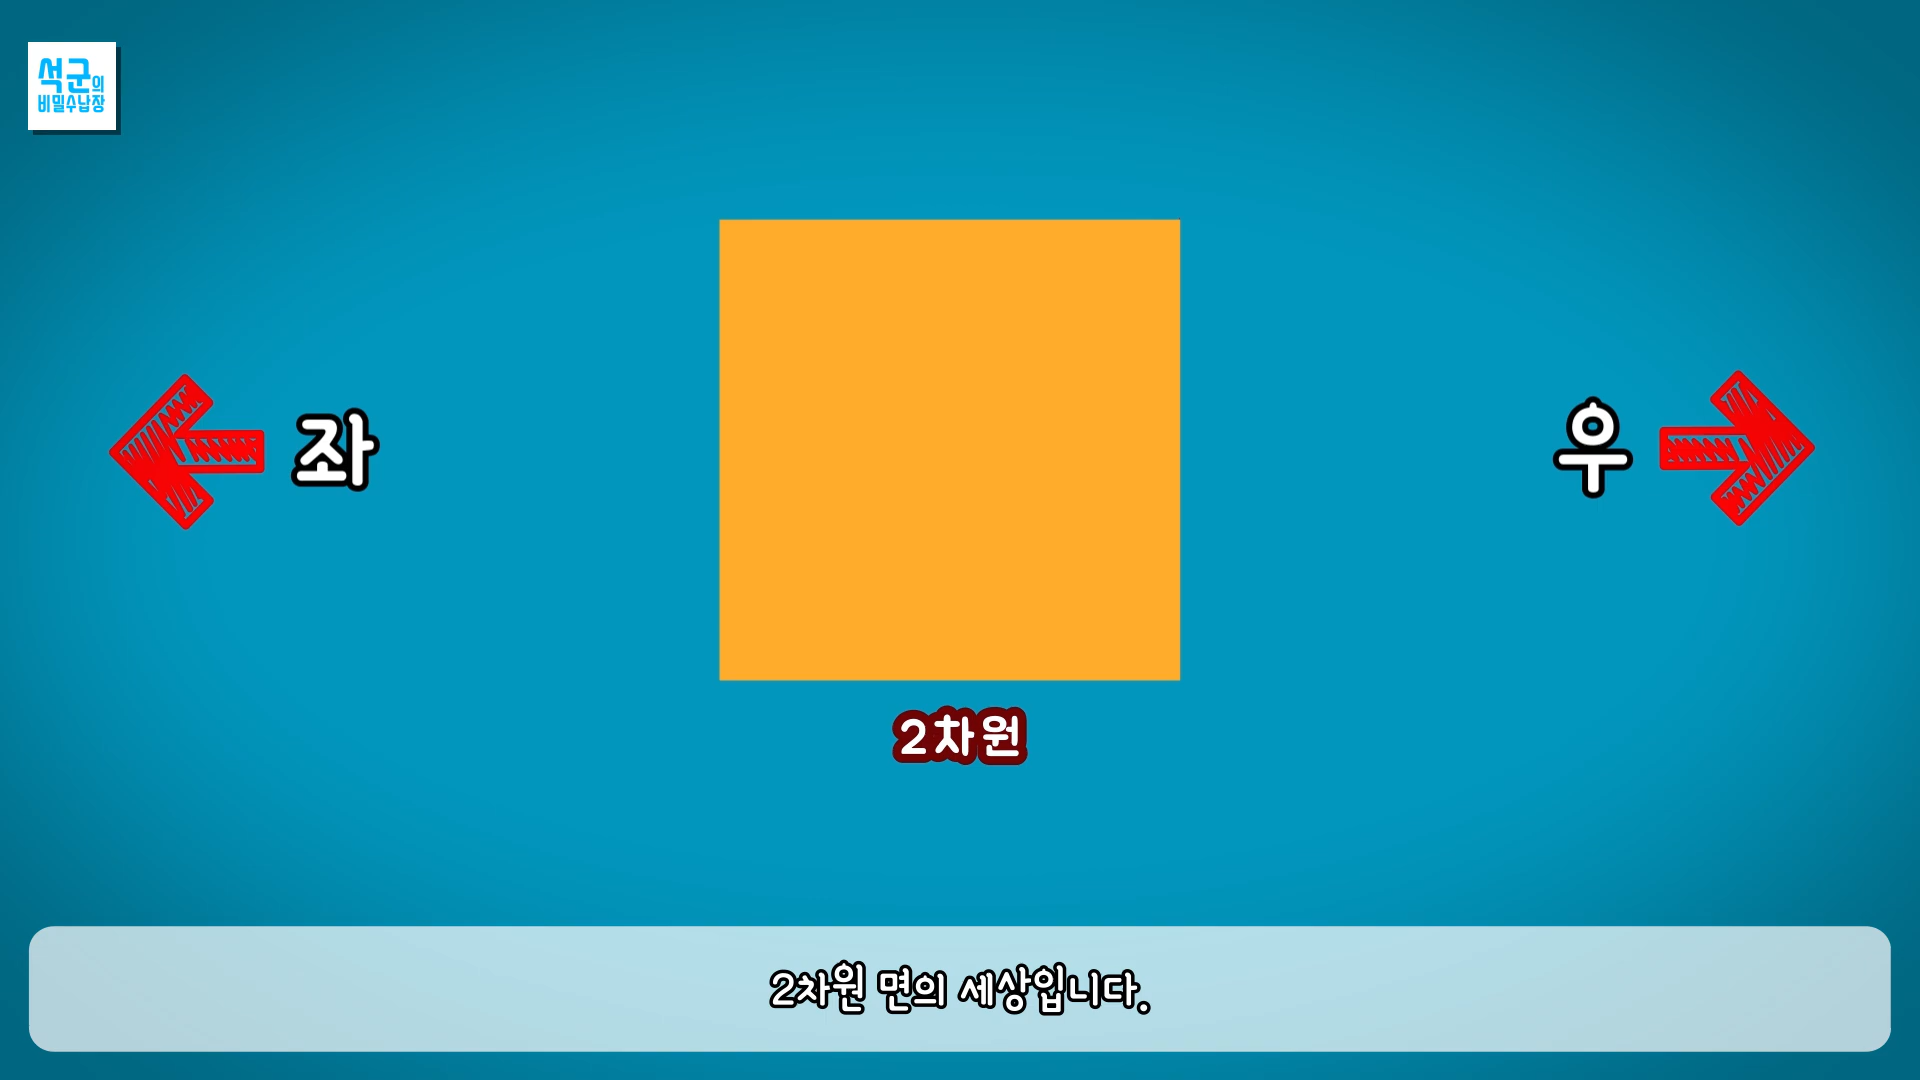 석군의
비밀수납장
좌
우
2차원
2차원 면의 세상입니다.